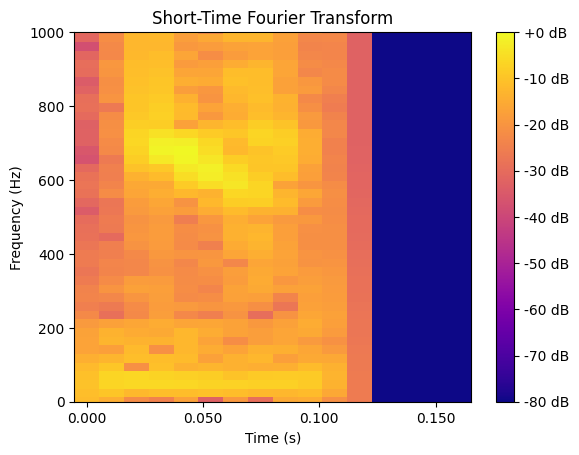 Short-Time Fourier Transform
1000
800
600
400
200
0
Frequency (Hz)
0.000
0.050
0.100
0.150
Time (s)
+0 dB
-10 dB
-20 dB
-30 dB
-40 dB
-50 dB
-60 dB
-70 dB
-80 dB